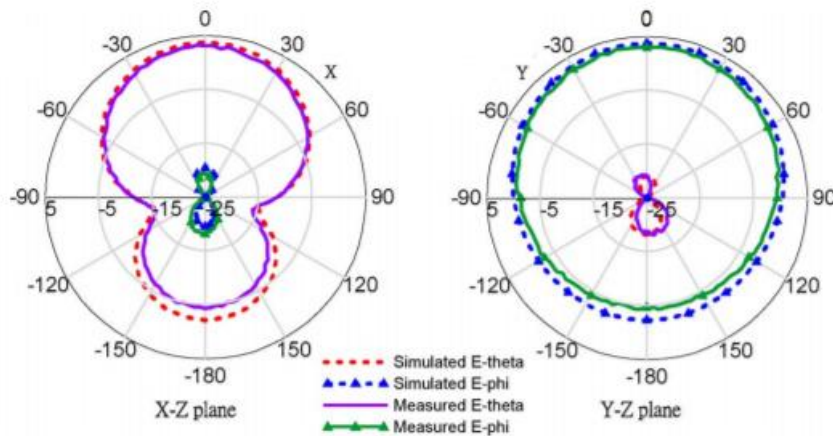 0 0
-30 30 -30 30
X Y
-60 60 -60 60
-90 90 -90 90
5 -5 -15 -25 5 -5 -15 -25
-120 120 -120 120
-150 150 -150 150
-180 -180
Simulated E-theta
Simulated E-phi
Measured E-theta
Measured E-phi
X-Z plane Y-Z plane